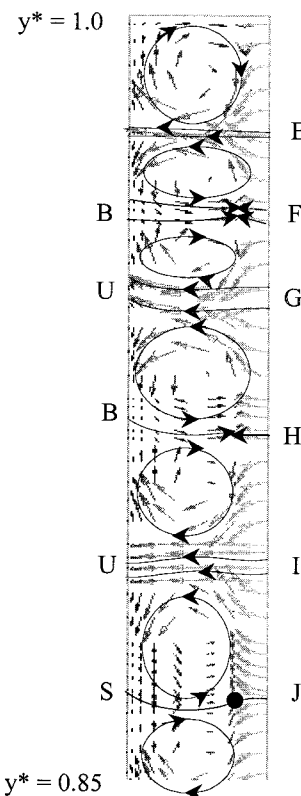 y* = 1.0
E
B F
U G
B H
U I
S J
y* = 0.85